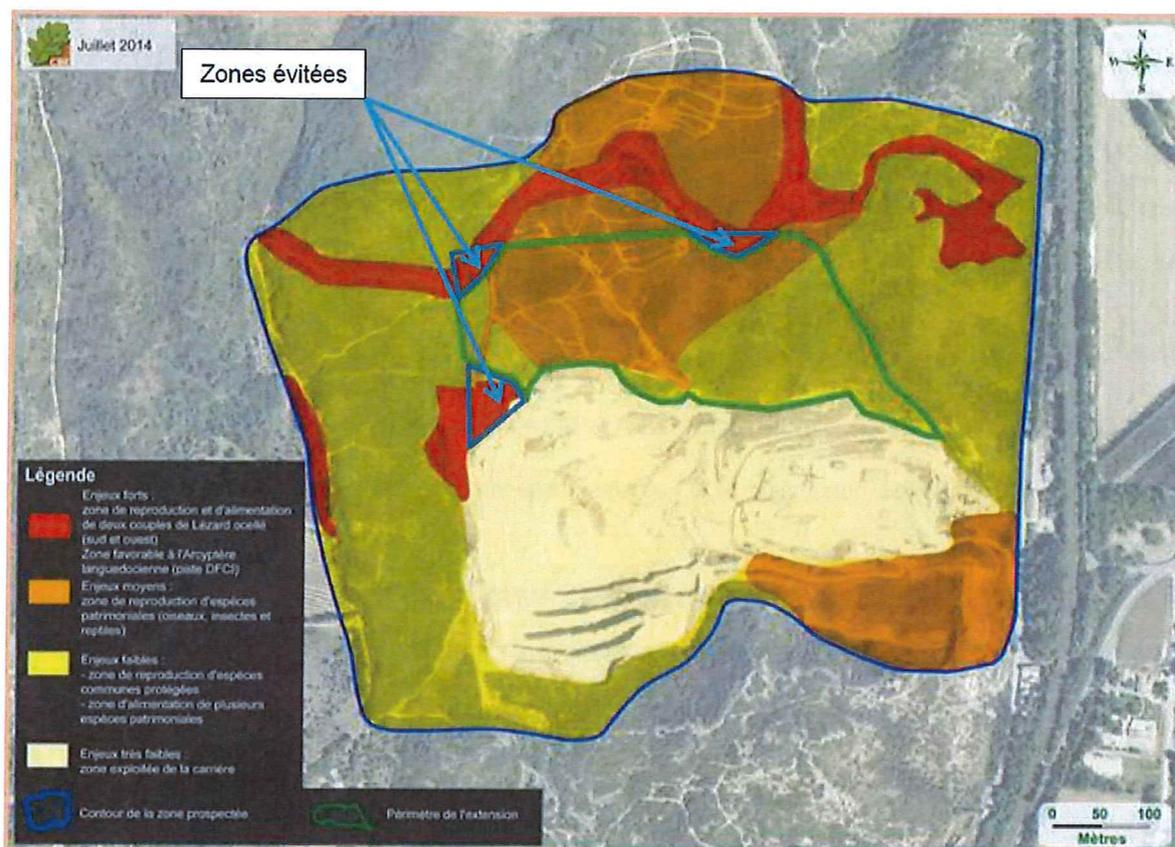 Juillet 2014
Zones évitées
N
W E
S
Légende
Enjeux forts :
zone de reproduction et d'alimentation
de deux couples de Lézard ocellé
(sud et ouest)
Zone favorable à l'Arcyptère
languedocienne (piste DFCI)
Enjeux moyens :
zone de reproduction d'espèces
patrimoniales (oiseaux, insectes et
reptiles)
Enjeux faibles :
- zone de reproduction d'espèces
communes protégées
- zone d'alimentation de plusieurs
espèces patrimoniales
Enjeux très faibles :
zone exploitée de la carrière
Contour de la zone prospectée
Périmètre de l'extension
0 50 100
Mètres